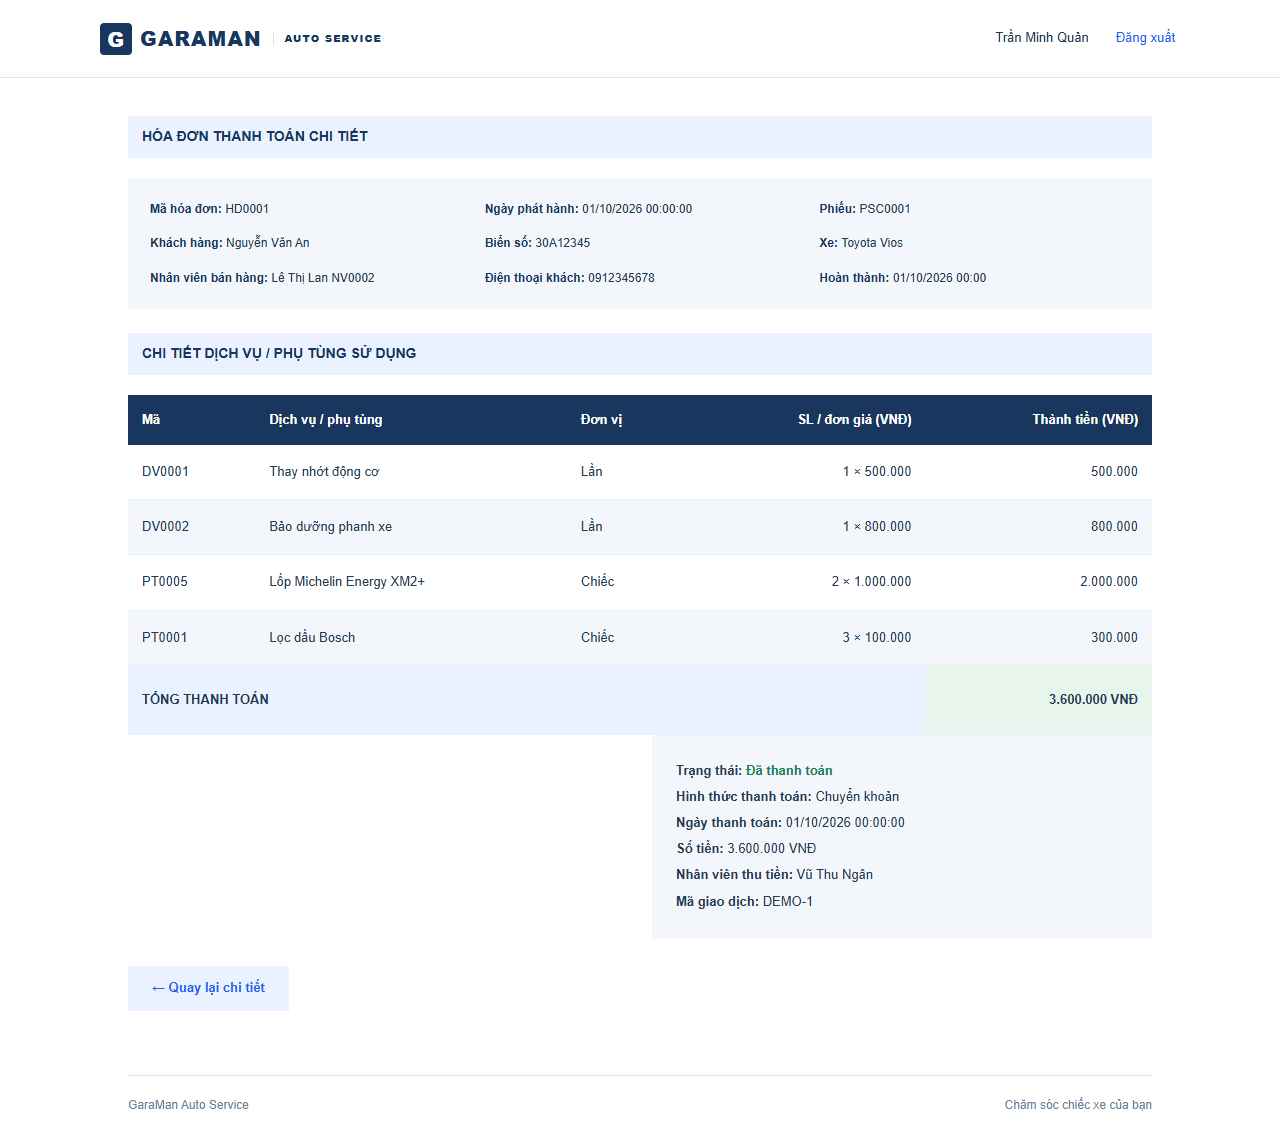 G GARAMAN AUTO SERVICE
Trần Minh Quân Đăng xuất
HÓA ĐƠN THANH TOÁN CHI TIẾT
Mã hóa đơn: HD0001 Ngày phát hành: 01/10/2026 00:00:00 Phiếu: PSC0001
Khách hàng: Nguyễn Văn An Biển số: 30A12345 Xe: Toyota Vios
Nhân viên bán hàng: Lê Thị Lan NV0002 Điện thoại khách: 0912345678 Hoàn thành: 01/10/2026 00:00
CHI TIẾT DỊCH VỤ / PHỤ TÙNG SỬ DỤNG
Mã Dịch vụ / phụ tùng Đơn vị SL / đơn giá (VNĐ) Thành tiền (VNĐ)
DV0001 Thay nhớt động cơ Lần 1 × 500.000 500.000
DV0002 Bảo dưỡng phanh xe Lần 1 × 800.000 800.000
PT0005 Lốp Michelin Energy XM2+ Chiếc 2 × 1.000.000 2.000.000
PT0001 Lọc dầu Bosch Chiếc 3 × 100.000 300.000
TỔNG THANH TOÁN 3.600.000 VNĐ
Trạng thái: Đã thanh toán
Hình thức thanh toán: Chuyển khoản
Ngày thanh toán: 01/10/2026 00:00:00
Số tiền: 3.600.000 VNĐ
Nhân viên thu tiền: Vũ Thu Ngân
Mã giao dịch: DEMO-1
← Quay lại chi tiết
GaraMan Auto Service Chăm sóc chiếc xe của bạn